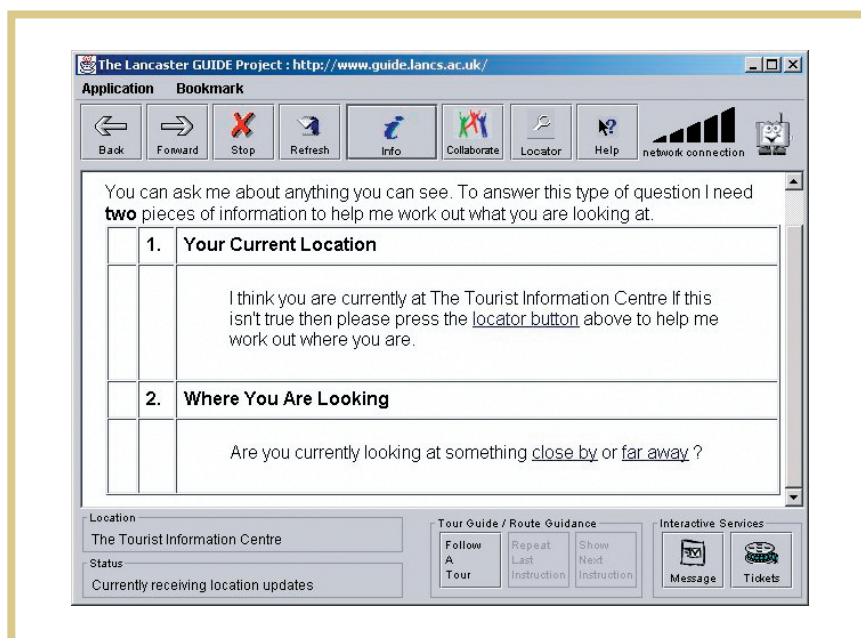 The Lancaster GUIDE Project : http://www.guide.lancs.ac.uk/
Application Bookmark
Back Forward Stop Refresh Info Collaborate Locator Help network connection
You can ask me about anything you can see. To answer this type of question I need
two pieces of information to help me work out what you are looking at.
1. Your Current Location
I think you are currently at The Tourist Information Centre If this
isn't true then please press the locator button above to help me
work out where you are.
2. Where You Are Looking
Are you currently looking at something close by or far away ?
Location
The Tourist Information Centre
Status
Currently receiving location updates
Tour Guide / Route Guidance
Follow
A
Tour
Repeat
Last
Instruction
Show
Next
Instruction
Interactive Services
Message
Tickets